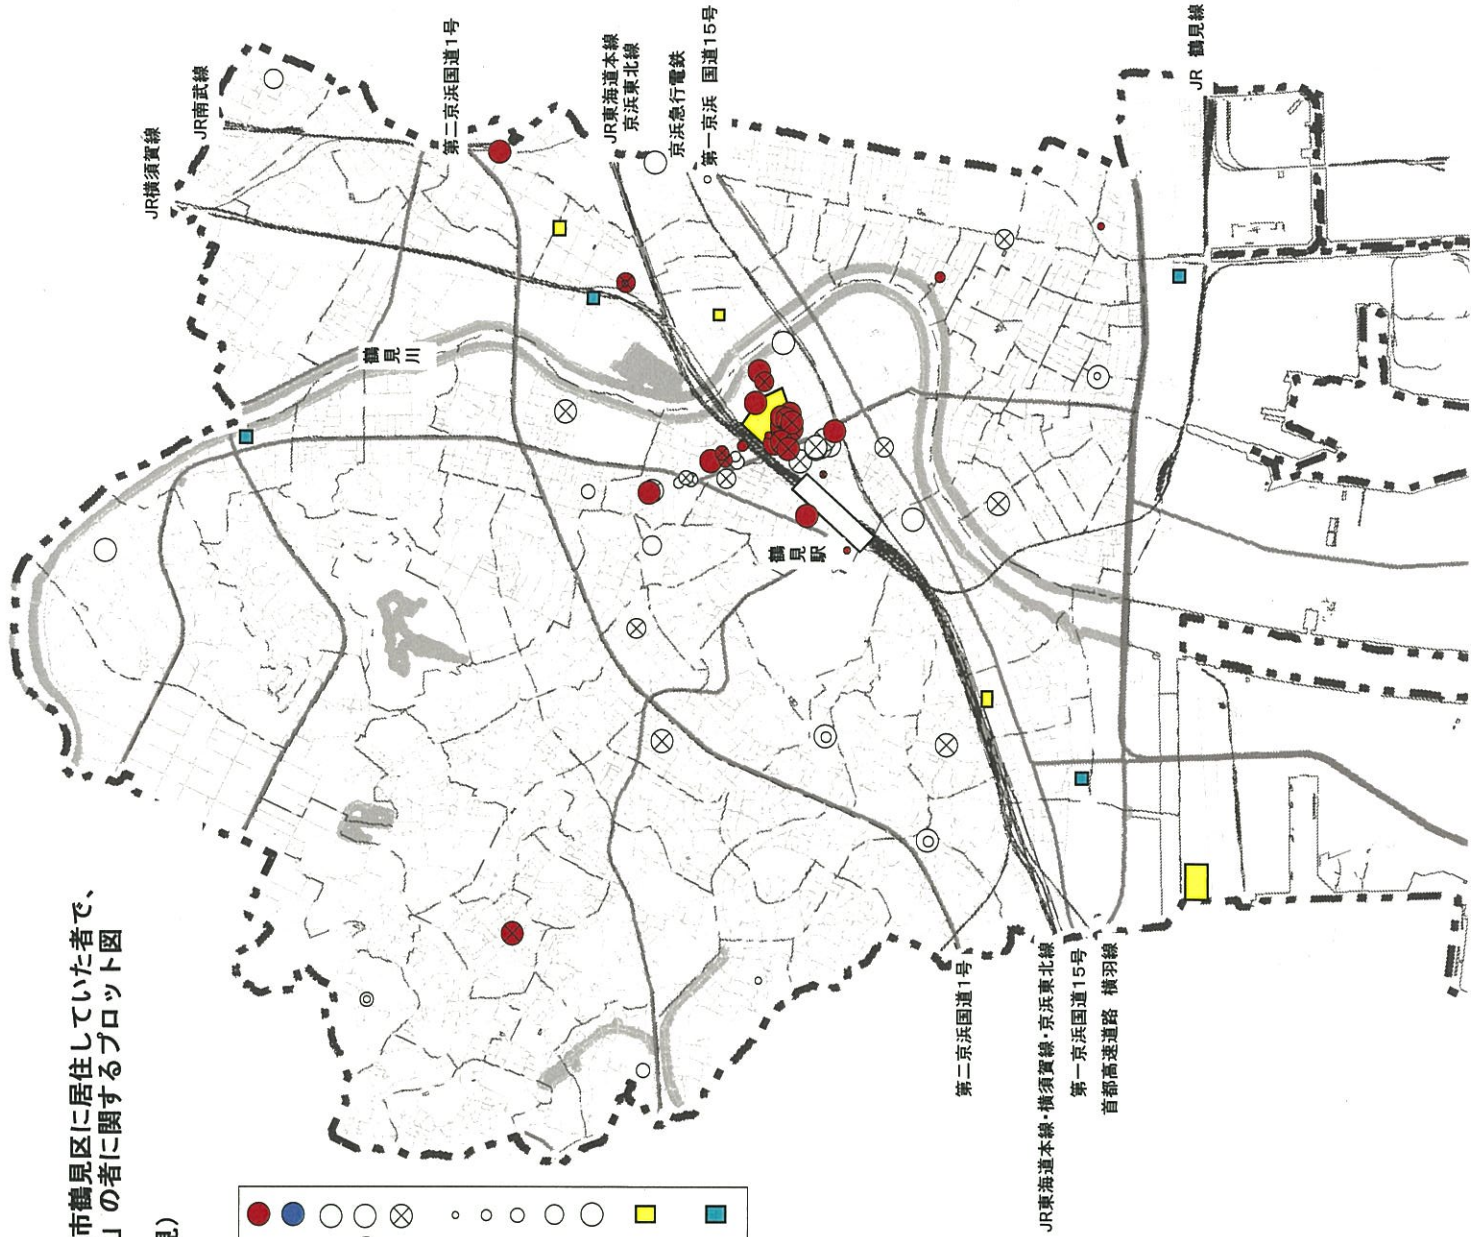 市鶴見区に居住していた者で、
」の者に関するプロット図
見）
JR横須賀線
JR南武線
第二京浜国道1号
JR東海道本線
京浜東北線
京浜急行電鉄
第一京浜 国道15号
JR 鶴見線
鶴見川
鶴見駅
第二京浜国道1号
JR東海道本線・横須賀線・京浜東北線
第一京浜国道15号
首都高速道路 横羽線